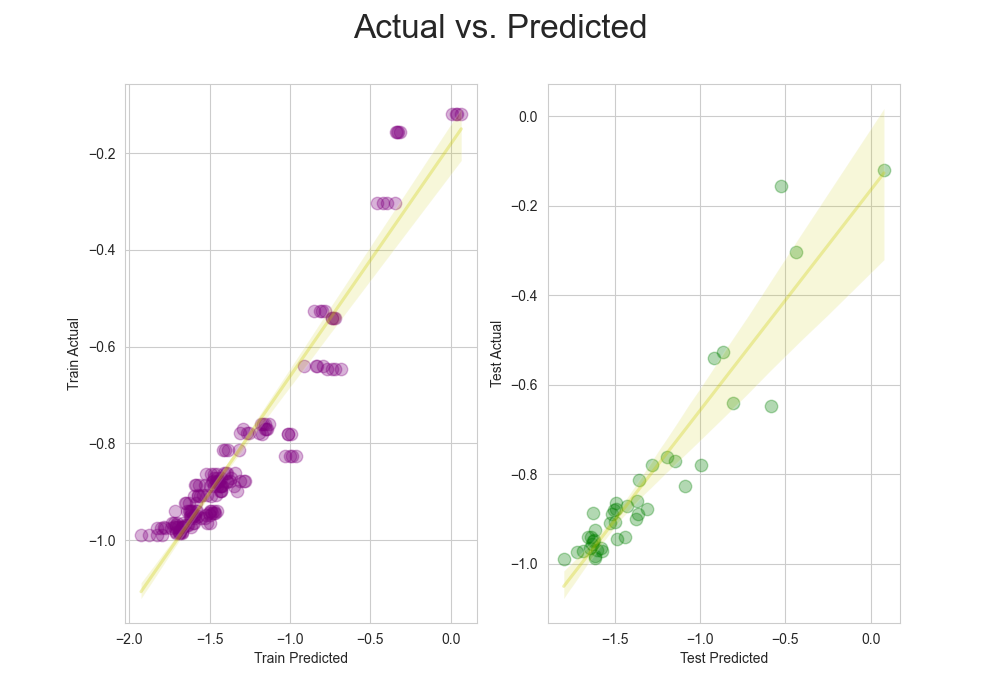 Actual vs. Predicted
−0.2
−0.4
−0.6
−0.8
−1.0
Train Actual
−2.0 −1.5 −1.0 −0.5 0.0
Train Predicted
0.0
−0.2
−0.4
−0.6
−0.8
−1.0
Test Actual
−1.5 −1.0 −0.5 0.0
Test Predicted